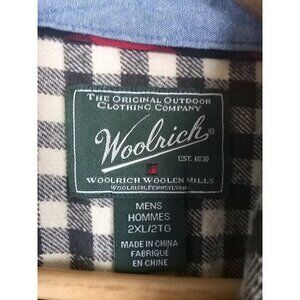 THE ORIGINAL OUTDOOR
CLOTHING COMPANY
Woolrich®
EST. 1830
WOOLRICH WOOLEN MILLS
WOOLRICH, PENNSYLVANIA
MENS
HOMMES
2XL/2TG
MADE IN CHINA
FABRIQUÉ
EN CHINE